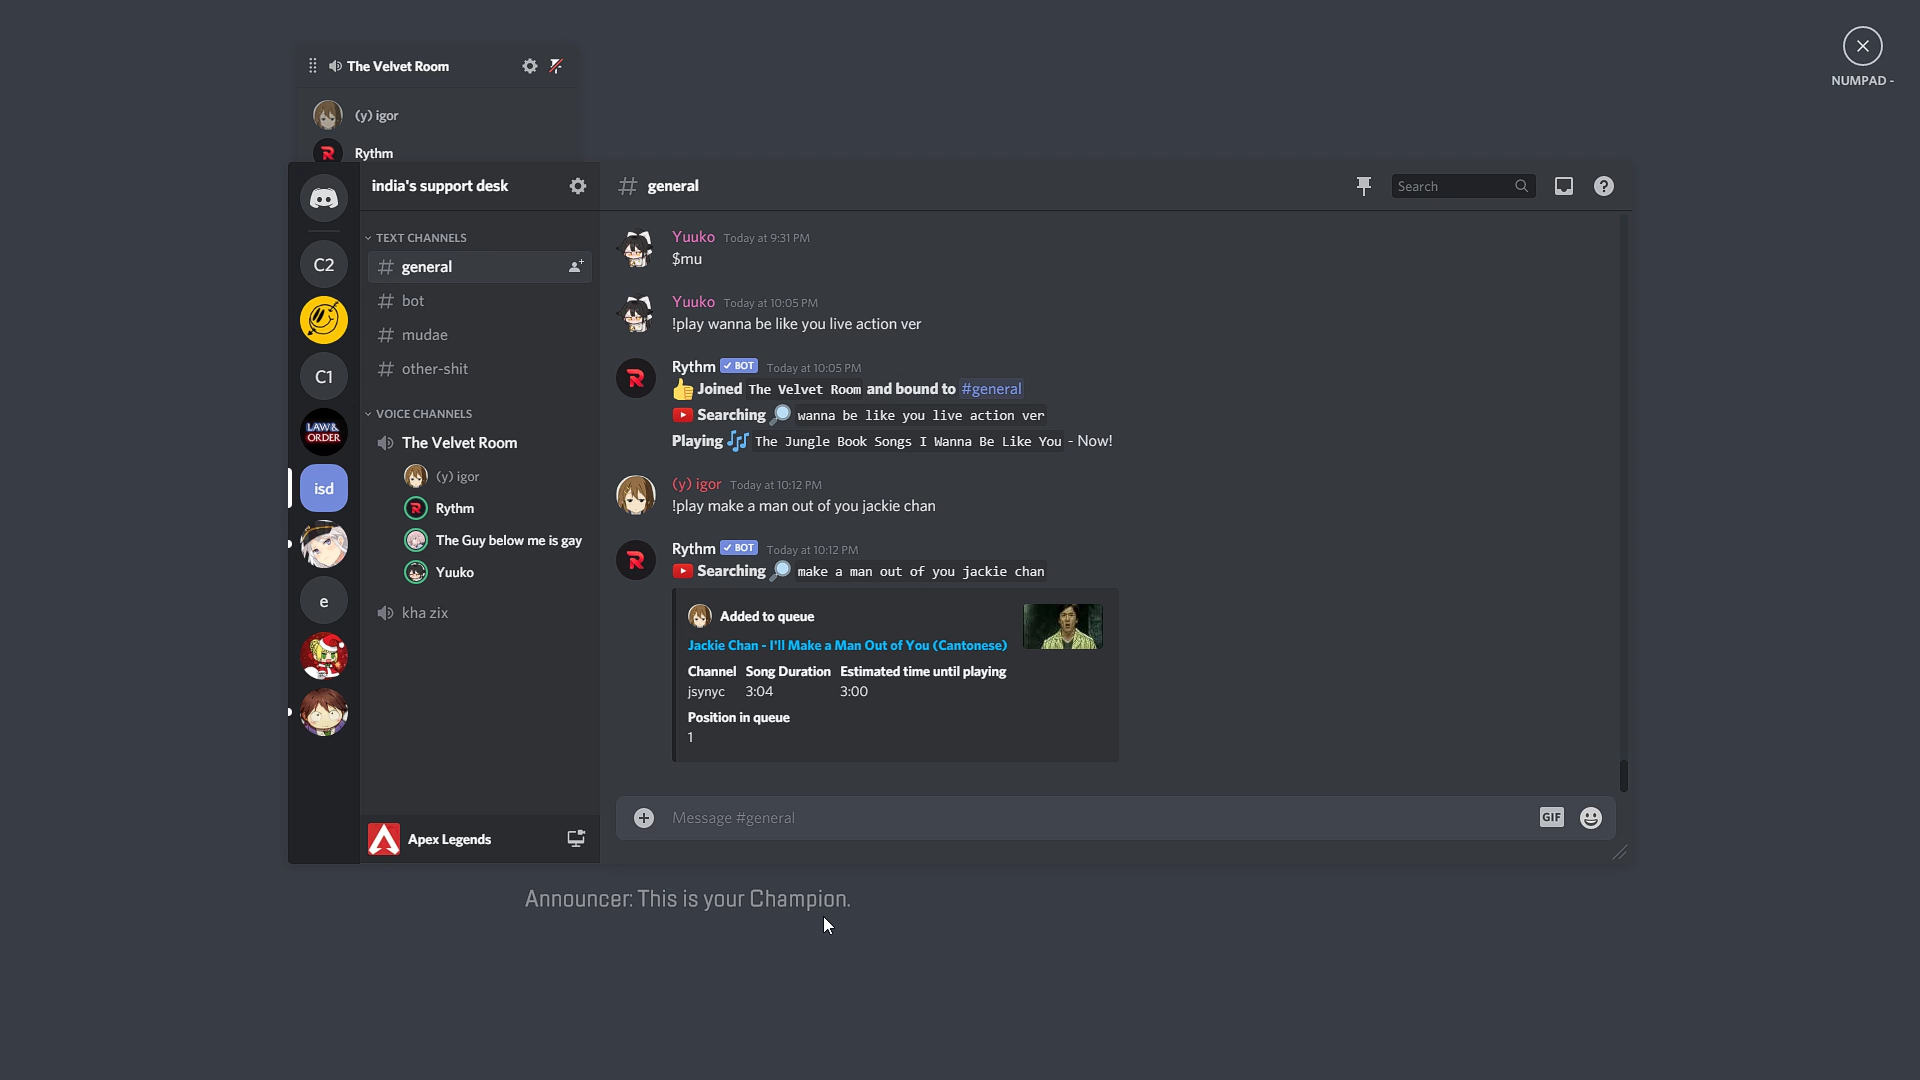 The Velvet Room
NUMPAD -
(y) igor
Rythm
india's support desk
general
Search
TEXT CHANNELS
general
bot
mudae
other-shit
VOICE CHANNELS
The Velvet Room
(y) igor
Rythm
The Guy below me is gay
Yuuko
kha zix
C2
C1
LAW &
ORDER
isd
e
Apex Legends
Yuuko Today at 9:31 PM
$mu
Yuuko Today at 10:05 PM
!play wanna be like you live action ver
Rythm BOT Today at 10:05 PM
Joined The Velvet Room and bound to #general
Searching wanna be like you live action ver
Playing The Jungle Book Songs I Wanna Be Like You - Now!
(y) igor Today at 10:12 PM
!play make a man out of you jackie chan
Rythm BOT Today at 10:12 PM
Searching make a man out of you jackie chan
Added to queue
Jackie Chan - I'll Make a Man Out of You (Cantonese)
Channel Song Duration Estimated time until playing
jsynyc 3:04 3:00
Position in queue
1
Message #general
GIF
Announcer: This is your Champion.